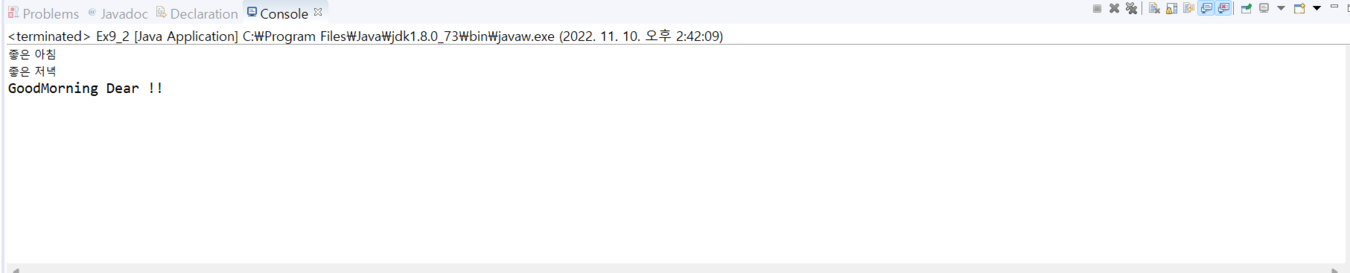 Problems Javadoc Declaration Console
<terminated> Ex9_2 [Java Application] C:₩Program Files₩Java₩jdk1.8.0_73₩bin₩javaw.exe (2022. 11. 10. 오후 2:42:09)
좋은 아침
좋은 저녁
GoodMorning Dear !!